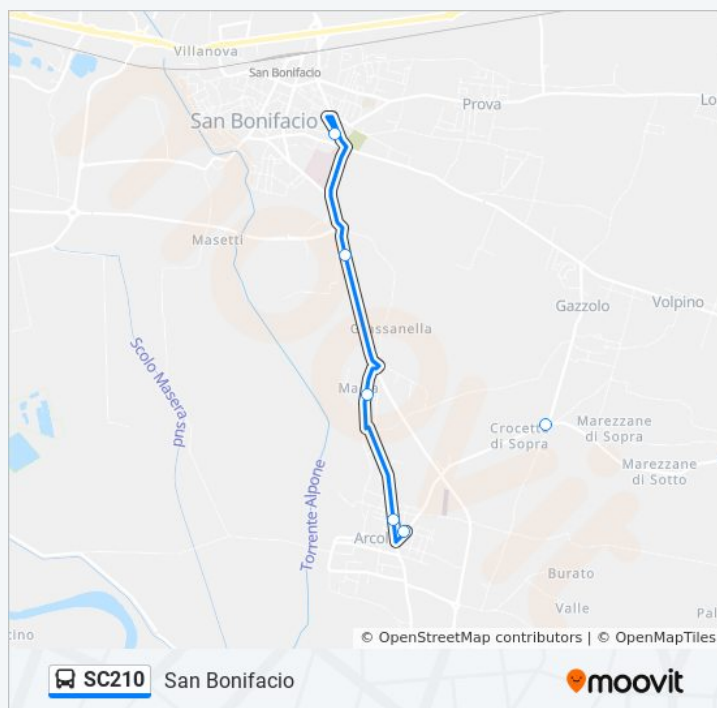 Villanova
San Bonifacio
Lo
Prova
San Bonifacio
Masetti
Gazzolo
Volpino
Scolo Masera
sud
Marezzane
di Sopra
Crocetta
di Sopra
Marezzane
di Sotto
Torrente Alpone
Arcole
Burato
Valle
Pal
cino
© OpenStreetMap contributors | © OpenMapTiles
SC210 San Bonifacio
moovit